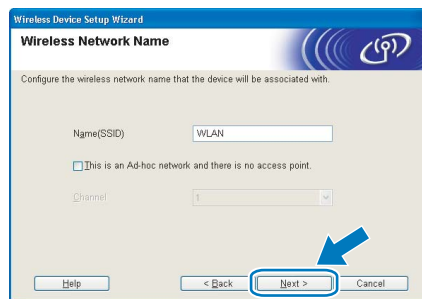 Wireless Device Setup Wizard
Wireless Network Name
Configure the wireless network name that the device will be associated with.
Name(SSID) WLAN
This is an Ad-hoc network and there is no access point.
Channel 1
Help < Back Next > Cancel